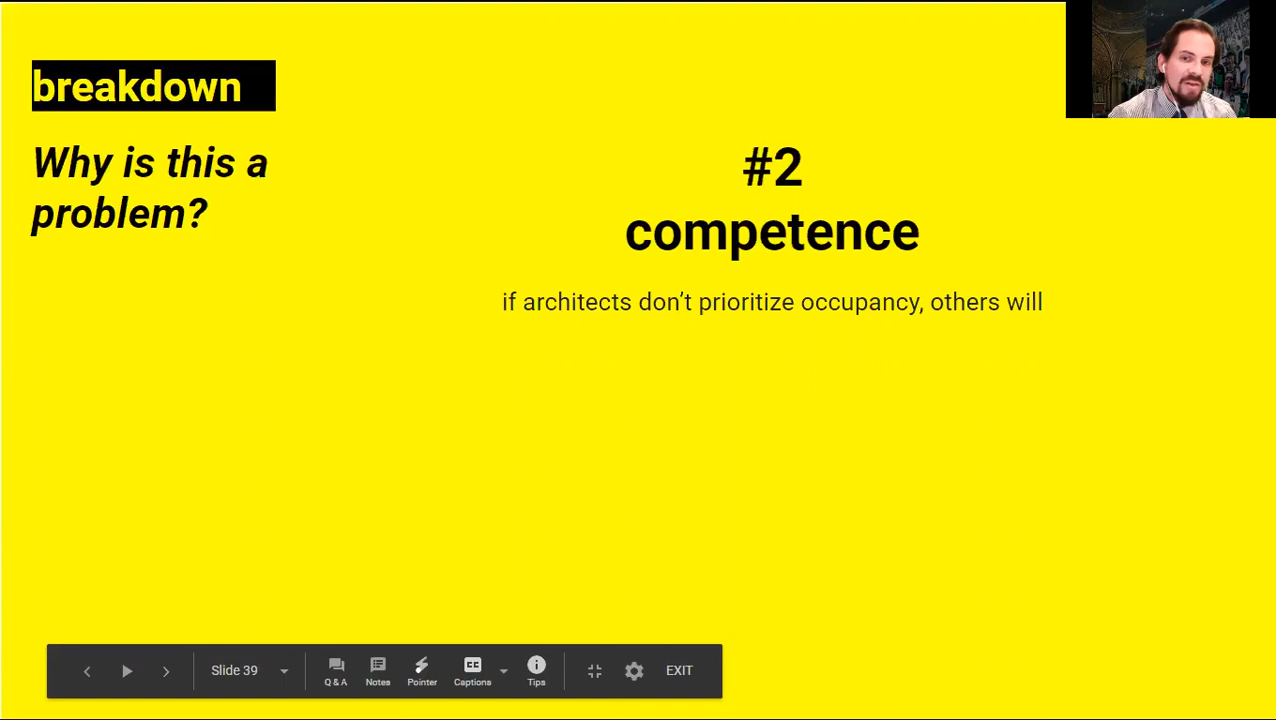 breakdown
Why is this a
problem?
#2
competence
if architects don’t prioritize occupancy, others will
Slide 39
Q & A
Notes
Pointer
CC
Captions
Tips
EXIT